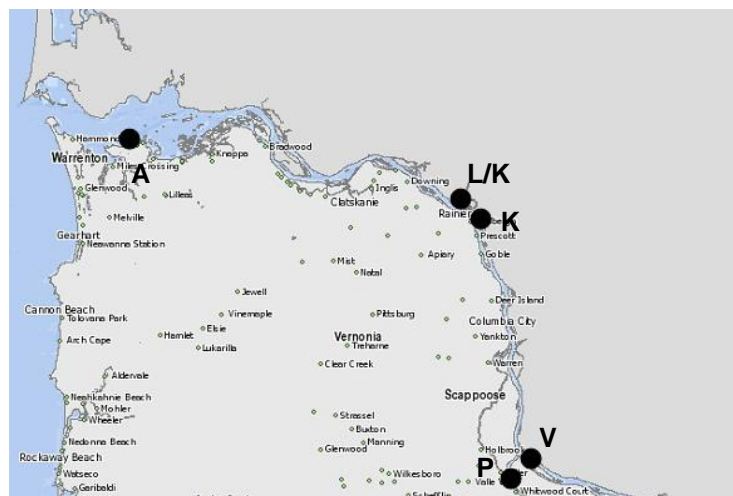 Hammond
Warrenton
A
Miles Crossing
Knappa
Bradwood
L/K
Downing
Inglis
Clatskanie
Rainier
K
Prescott
Goble
Glenwood
Lillens
Melville
Gearhart
Neawanna Station
Apiary
Mist
Natal
Jewell
Deer Island
Cannon Beach
Tolovana Park
Vinemaple
Pittsburg
Columbia City
Arch Cape
Elsie
Hamlet
Lukarilla
Vernonia
Treharne
Yankton
Clear Creek
Warren
Aldervale
Scappoose
Neahkahnie Beach
Mohler
Wheeler
Strassel
Buxton
V
Nedonna Beach
Manning
Glenwood
Holbrook
Rockaway Beach
P
Watseco
Wilkesboro
Valle
Garibaldi
Whitwood Court